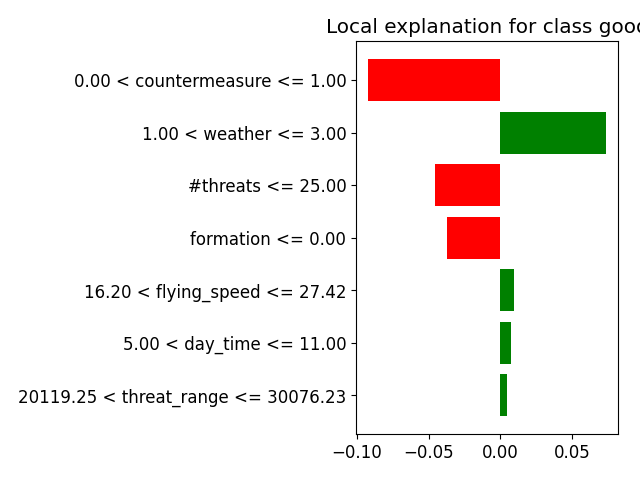 Local explanation for class good
0.00 < countermeasure <= 1.00
1.00 < weather <= 3.00
#threats <= 25.00
formation <= 0.00
16.20 < flying_speed <= 27.42
5.00 < day_time <= 11.00
20119.25 < threat_range <= 30076.23
−0.10 −0.05 0.00 0.05